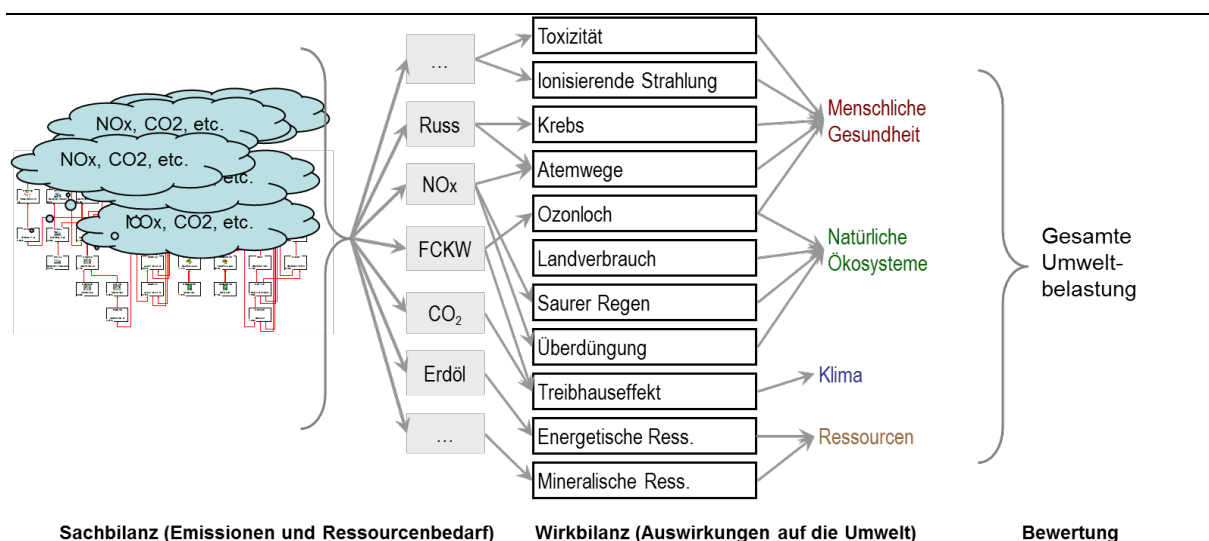 NOx, CO2, etc.
NOx, CO2, etc.
CO2, etc.
NOx, CO2, etc.
…
Russ
NOx
FCKW
CO₂
Erdöl
…
Toxizität
Ionisierende Strahlung
Krebs
Atemwege
Ozonloch
Landverbrauch
Saurer Regen
Überdüngung
Treibhauseffekt
Energetische Ress.
Mineralische Ress.
Menschliche
Gesundheit
Natürliche
Ökosysteme
Klima
Ressourcen
Gesamte
Umwelt-
belastung
Sachbilanz (Emissionen und Ressourcenbedarf)
Wirkbilanz (Auswirkungen auf die Umwelt)
Bewertung